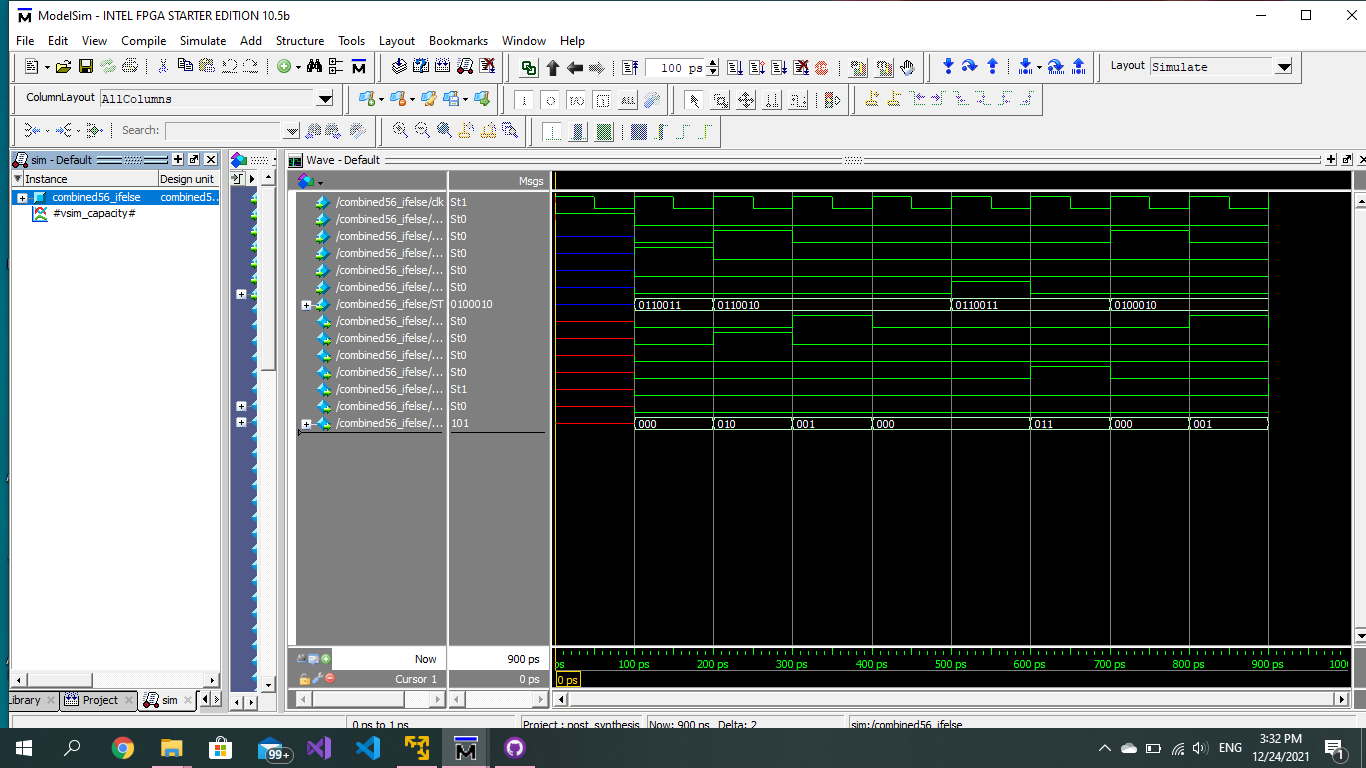 ModelSim - INTEL FPGA STARTER EDITION 10.5b
File Edit View Compile Simulate Add Structure Tools Layout Bookmarks Window Help
100 ps
Layout Simulate
ColumnLayout AllColumns
ALL
Search:
sim - Default
Wave - Default
Instance Design unit
Msgs
combined56_ifelse combined5...
#vsim_capacity#
/combined56_ifelse/clk St1
/combined56_ifelse/... St0
/combined56_ifelse/... St0
/combined56_ifelse/... St0
/combined56_ifelse/... St0
/combined56_ifelse/... St0
/combined56_ifelse/ST 0100010 0110011 0110010 0110011 0100010
/combined56_ifelse/... St0
/combined56_ifelse/... St0
/combined56_ifelse/... St0
/combined56_ifelse/... St0
/combined56_ifelse/... St1
/combined56_ifelse/... St0
/combined56_ifelse/... 101 000 010 001 000 011 000 001
Now 900 ps ps 100 ps 200 ps 300 ps 400 ps 500 ps 600 ps 700 ps 800 ps 900 ps 100
Cursor 1 0 ps 0 ps
Library Project sim
0 ps to 1 ns Project : post_synthesis Now: 900 ps Delta: 2 sim:/combined56_ifelse
99+ ENG 3:32 PM
12/24/2021 1